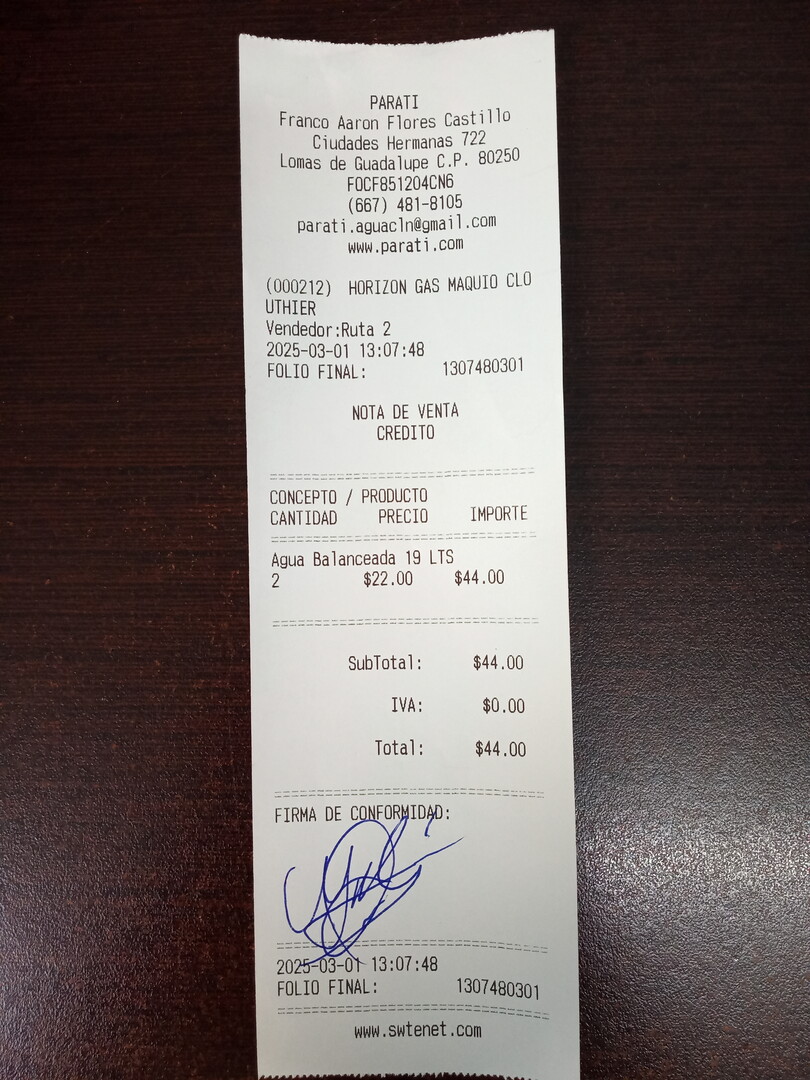 PARATI
Franco Aaron Flores Castillo
Ciudades Hermanas 722
Lomas de Guadalupe C.P. 80250
FOCF851204CN6
(667) 481-8105
parati.aguacln@gmail.com
www.parati.com
(000212) HORIZON GAS MAQUIO CLO
UTHIER
Vendedor:Ruta 2
2025-03-01 13:07:48
FOLIO FINAL: 1307480301
NOTA DE VENTA
CREDITO
CONCEPTO / PRODUCTO
CANTIDAD PRECIO IMPORTE
Agua Balanceada 19 LTS
2 $22.00 $44.00
SubTotal: $44.00
IVA: $0.00
Total: $44.00
FIRMA DE CONFORMIDAD:
2025-03-01 13:07:48
FOLIO FINAL: 1307480301
www.swtenet.com